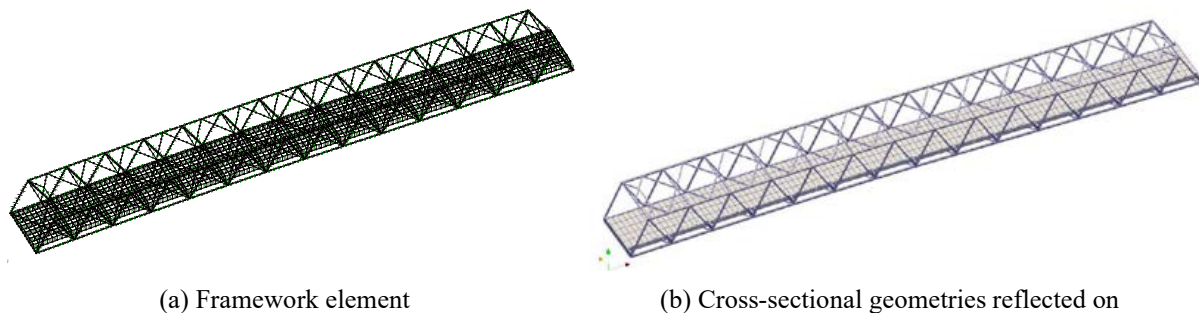 (a) Framework element
(b) Cross-sectional geometries reflected on